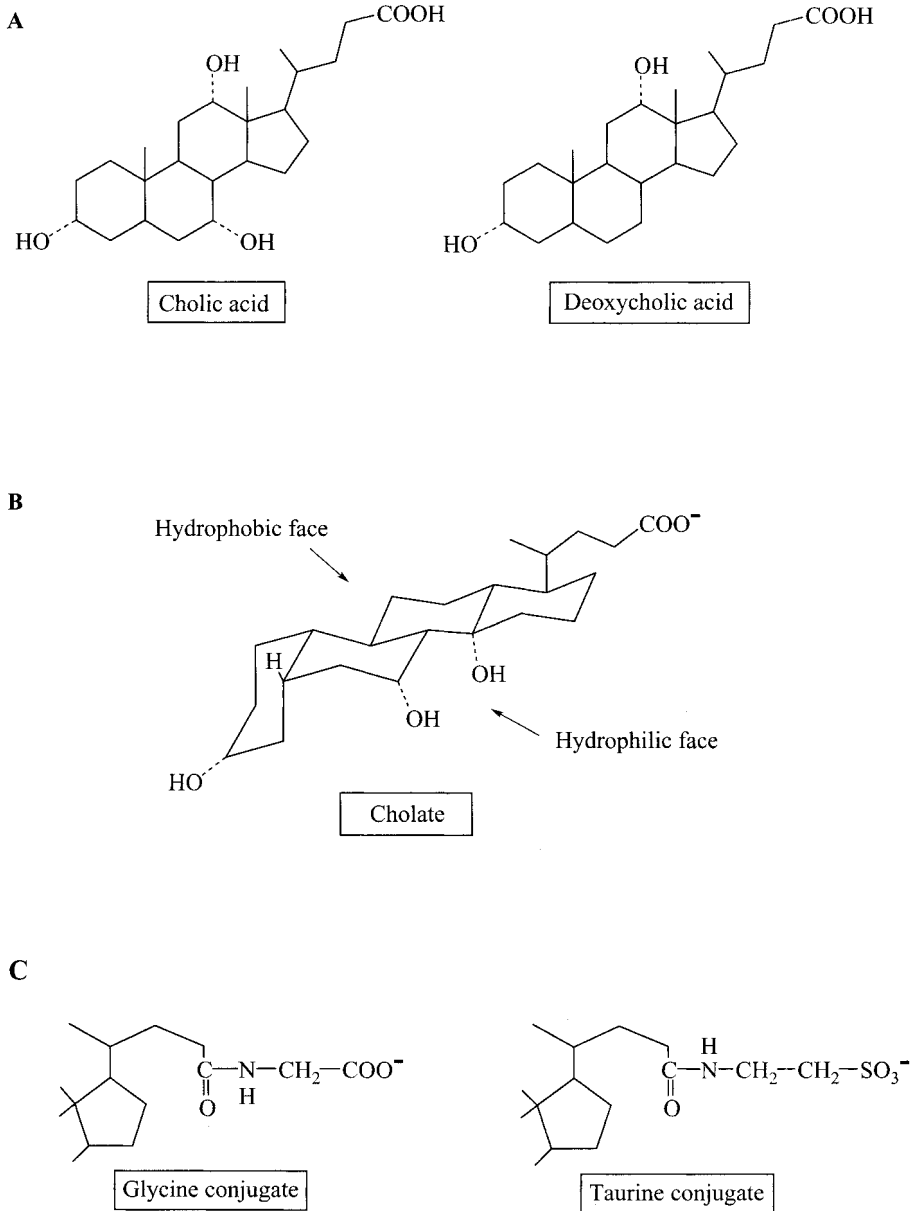 A
COOH
OH
HO
OH
Cholic acid
COOH
OH
HO
Deoxycholic acid
B
Hydrophobic face
COO⁻
H
OH
OH
Hydrophilic face
HO
Cholate
C
C—N—CH₂—COO⁻
O
H
Glycine conjugate
H
C—N—CH₂—CH₂—SO₃⁻
O
Taurine conjugate